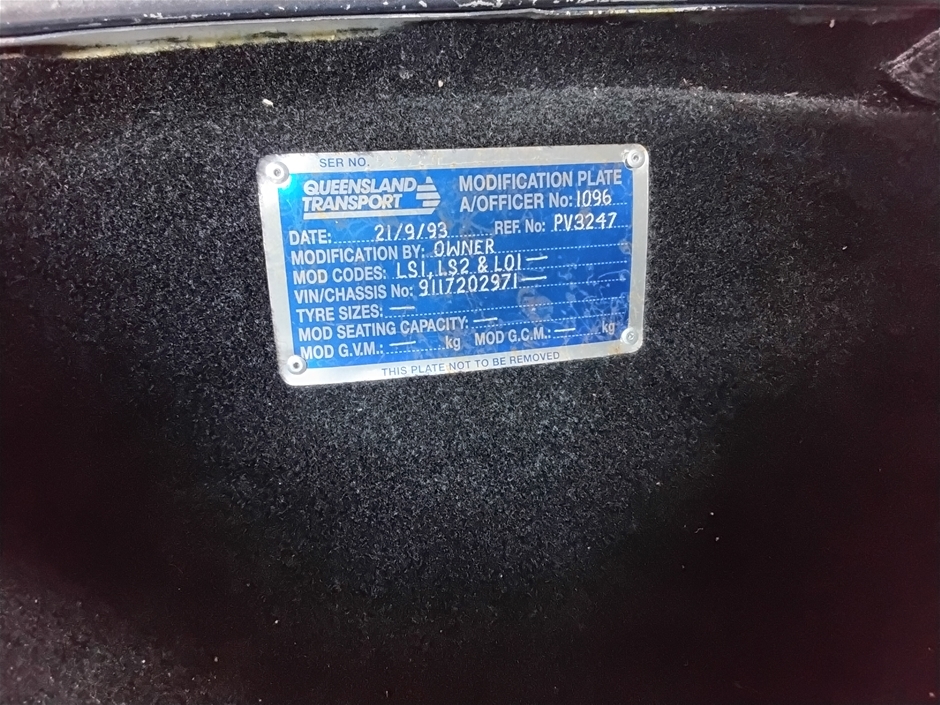 SER NO.
QUEENSLAND TRANSPORT
MODIFICATION PLATE
A/OFFICER No: 1096
DATE: 21/9/93 REF. No: PV3247
MODIFICATION BY: OWNER
MOD CODES: LS1, LS2 & LO1 —
VIN/CHASSIS No: 9117202971 —
TYRE SIZES: —
MOD SEATING CAPACITY: —
MOD G.V.M.: — kg MOD G.C.M.: — kg
THIS PLATE NOT TO BE REMOVED